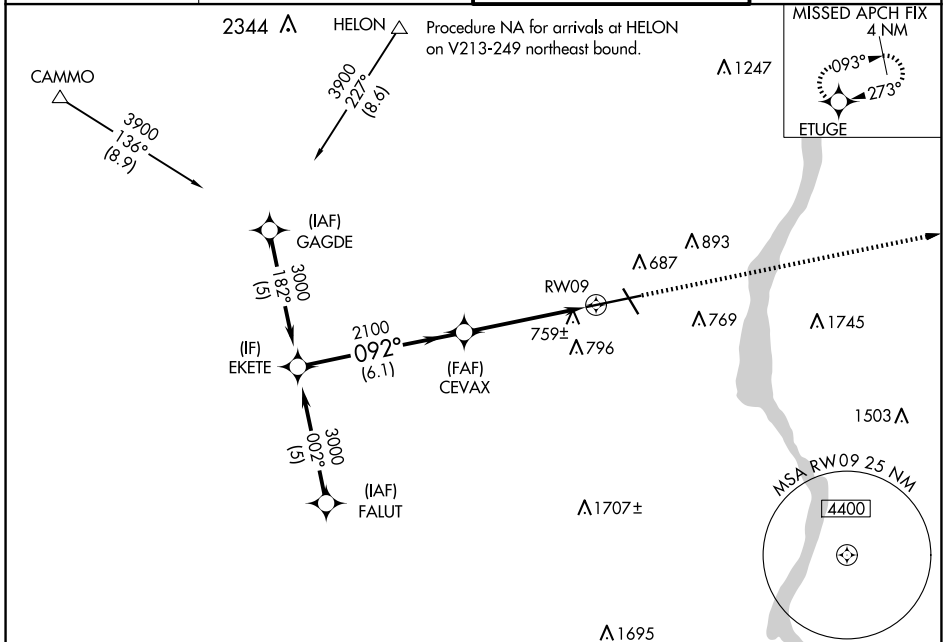 2344
HELON
Procedure NA for arrivals at HELON
on V213-249 northeast bound.
MISSED APCH FIX
4 NM
093°
273°
ETUGE
CAMMO
3900
136°
(8.9)
3900
227°
(8.6)
1247
(IAF)
GAGDE
3000
182°
(5)
893
687
RW09
759±
796
769
1745
(IF)
EKETE
2100
092°
(6.1)
(FAF)
CEVAX
3000
002°
(5)
(IAF)
FALUT
1503
MSA RW09 25 NM
4400
1707±
1695